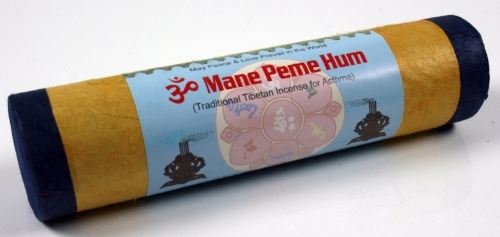 May Peace & Love Prevail in the World
ॐ Mane Peme Hum
(Traditional Tibetan Incense for Asthma)